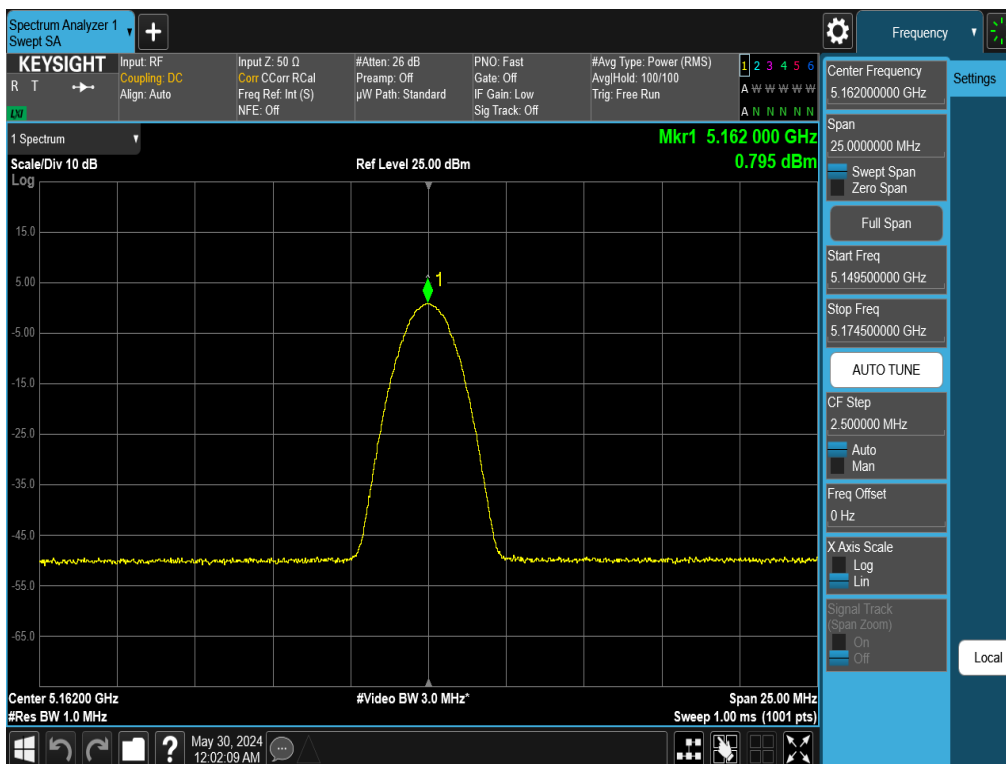 Spectrum Analyzer 1
Swept SA
Frequency
KEYSIGHT
R T
LXI
Input: RF
Coupling: DC
Align: Auto
Input Z: 50 Ω
Corr CCorr RCal
Freq Ref: Int (S)
NFE: Off
#Atten: 26 dB
Preamp: Off
µW Path: Standard
PNO: Fast
Gate: Off
IF Gain: Low
Sig Track: Off
#Avg Type: Power (RMS)
Avg|Hold: 100/100
Trig: Free Run
1 2 3 4 5 6
A W W W W W
A N N N N N
1 Spectrum
Scale/Div 10 dB
Log
Ref Level 25.00 dBm
Mkr1 5.162 000 GHz
0.795 dBm
1
15.0
5.00
-5.00
-15.0
-25.0
-35.0
-45.0
-55.0
-65.0
Center 5.16200 GHz
#Res BW 1.0 MHz
#Video BW 3.0 MHz*
Span 25.00 MHz
Sweep 1.00 ms (1001 pts)
Center Frequency
5.162000000 GHz
Settings
Span
25.0000000 MHz
Swept Span
Zero Span
Full Span
Start Freq
5.149500000 GHz
Stop Freq
5.174500000 GHz
AUTO TUNE
CF Step
2.500000 MHz
Auto
Man
Freq Offset
0 Hz
X Axis Scale
Log
Lin
Signal Track
(Span Zoom)
On
Off
Local
?
May 30, 2024
12:02:09 AM